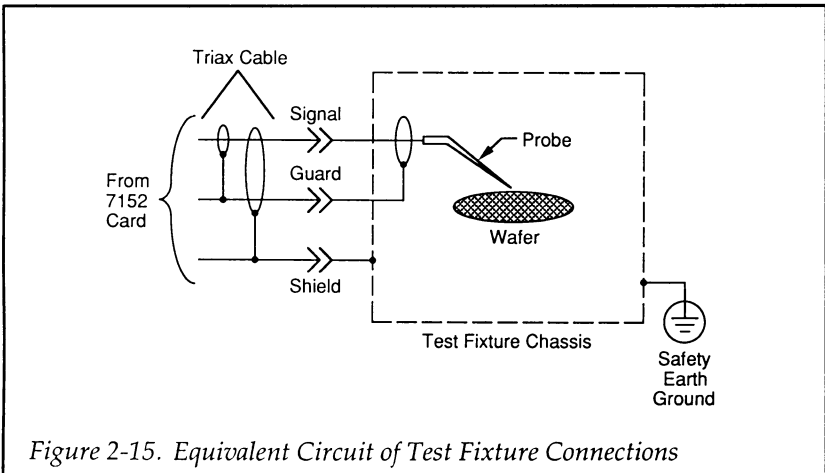 Triax Cable
Signal
Probe
Guard
From
7152
Card
Wafer
Shield
Test Fixture Chassis
Safety
Earth
Ground
Figure 2-15. Equivalent Circuit of Test Fixture Connections